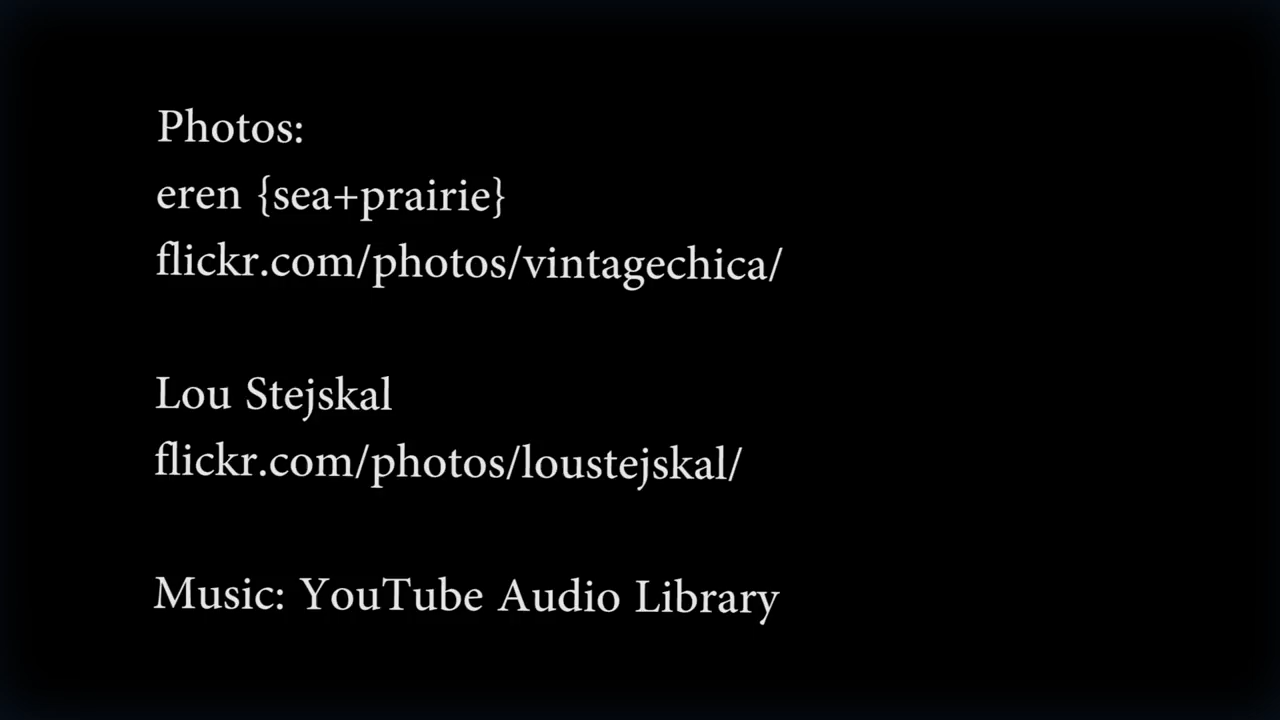 Photos:
eren {sea+prairie}
flickr.com/photos/vintagechica/
Lou Stejskal
flickr.com/photos/loustejskal/
Music: YouTube Audio Library